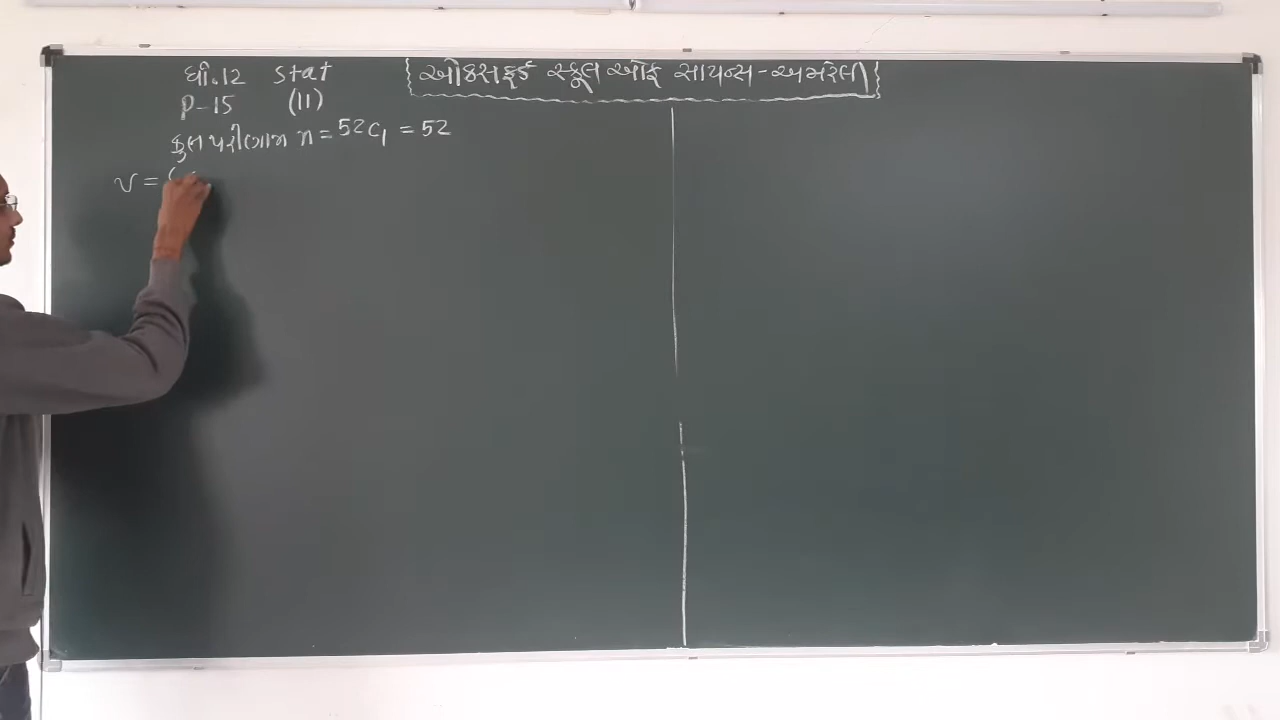 ધો.12 Stat
{ઓક્સફર્ડ સ્કૂલ ઓફ સાયન્સ - અમરેલી}
P-15 (11)
કુલ પરીણામ n = 52C₁ = 52
v =